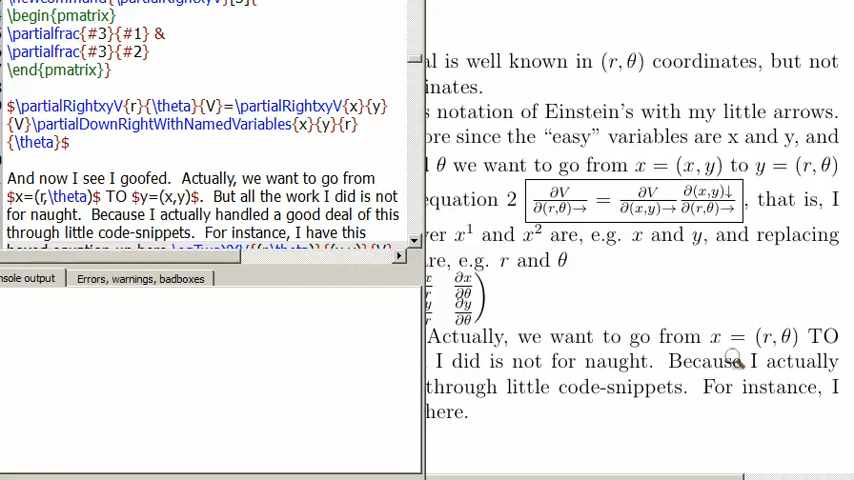 \newcommand{\partialRightxyV}[3]{
\begin{pmatrix}
\partialfrac{#3}{#1} &
\partialfrac{#3}{#2}
\end{pmatrix}}
$\partialRightxyV{r}{\theta}{V}=\partialRightxyV{x}{y}
{V}\partialDownRightWithNamedVariables{x}{y}{r}
{\theta}$
And now I see I goofed. Actually, we want to go from
$x=(r,\theta)$ TO $y=(x,y)$. But all the work I did is not
for naught. Because I actually handled a good deal of this
through little code-snippets. For instance, I have this
nsole output
Errors, warnings, badboxes
al is well known in (r, θ) coordinates, but not
inates.
s notation of Einstein's with my little arrows.
ore since the “easy” variables are x and y, and
θ we want to go from x = (x, y) to y = (r, θ)
equation 2 ∂V/∂(r,θ)→ = ∂V/∂(x,y)→ ∂(x,y)↓/∂(r,θ)→ , that is, I
er x¹ and x² are, e.g. x and y, and replacing
re, e.g. r and θ
x/r ∂x/∂θ
y/r ∂y/∂θ )
Actually, we want to go from x = (r, θ) TO
I did is not for naught. Because I actually
through little code-snippets. For instance, I
here.